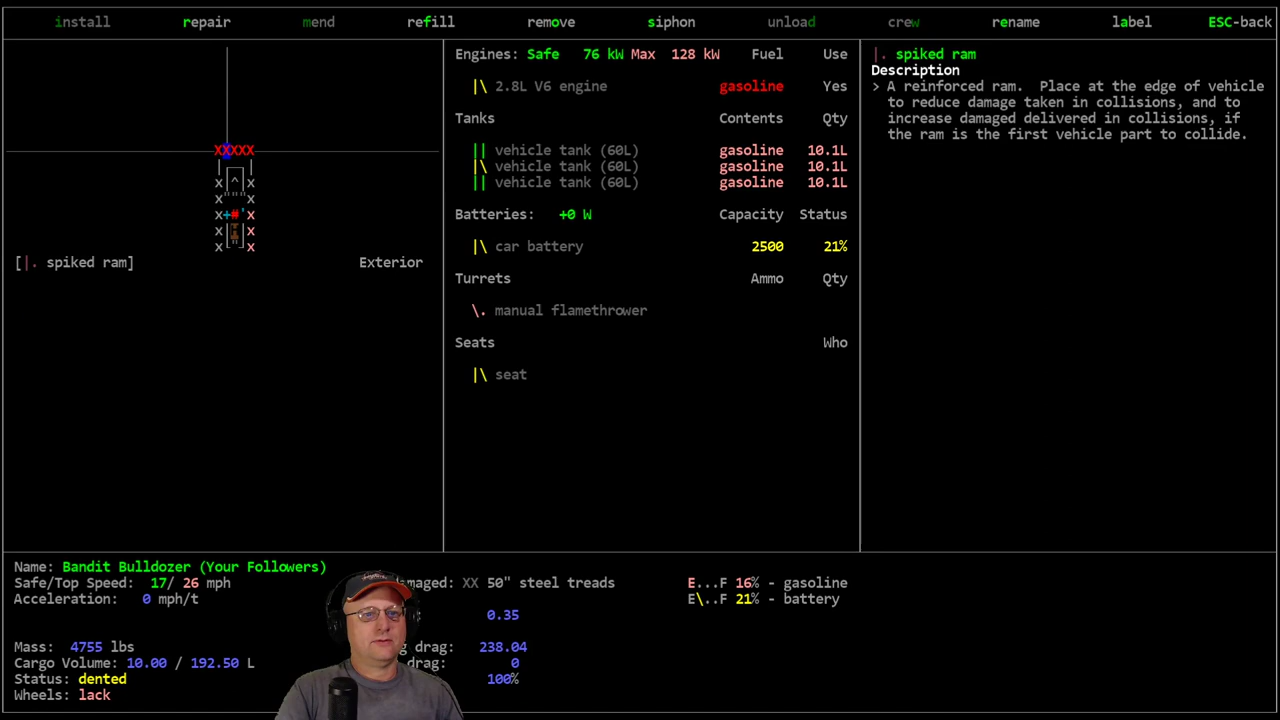 install repair mend refill remove siphon unload crew rename label ESC-back
Engines: Safe 76 kW Max 128 kW Fuel Use
|\ 2.8L V6 engine gasoline Yes
Tanks Contents Qty
|| vehicle tank (60L) gasoline 10.1L
|\ vehicle tank (60L) gasoline 10.1L
|| vehicle tank (60L) gasoline 10.1L
Batteries: +0 W Capacity Status
|\ car battery 2500 21%
Turrets Ammo Qty
\. manual flamethrower
Seats Who
|\ seat
|. spiked ram
Description
> A reinforced ram. Place at the edge of vehicle
to reduce damage taken in collisions, and to
increase damaged delivered in collisions, if
the ram is the first vehicle part to collide.
XXXXX
[|. spiked ram] Exterior
Name: Bandit Bulldozer (Your Followers)
Safe/Top Speed: 17/ 26 mph
Acceleration: 0 mph/t
Mass: 4755 lbs
Cargo Volume: 10.00 / 192.50 L
Status: dented
Wheels: lack
XX 50" steel treads
0.35
drag: 238.04
drag: 0
100%
E...F 16% - gasoline
E\..F 21% - battery